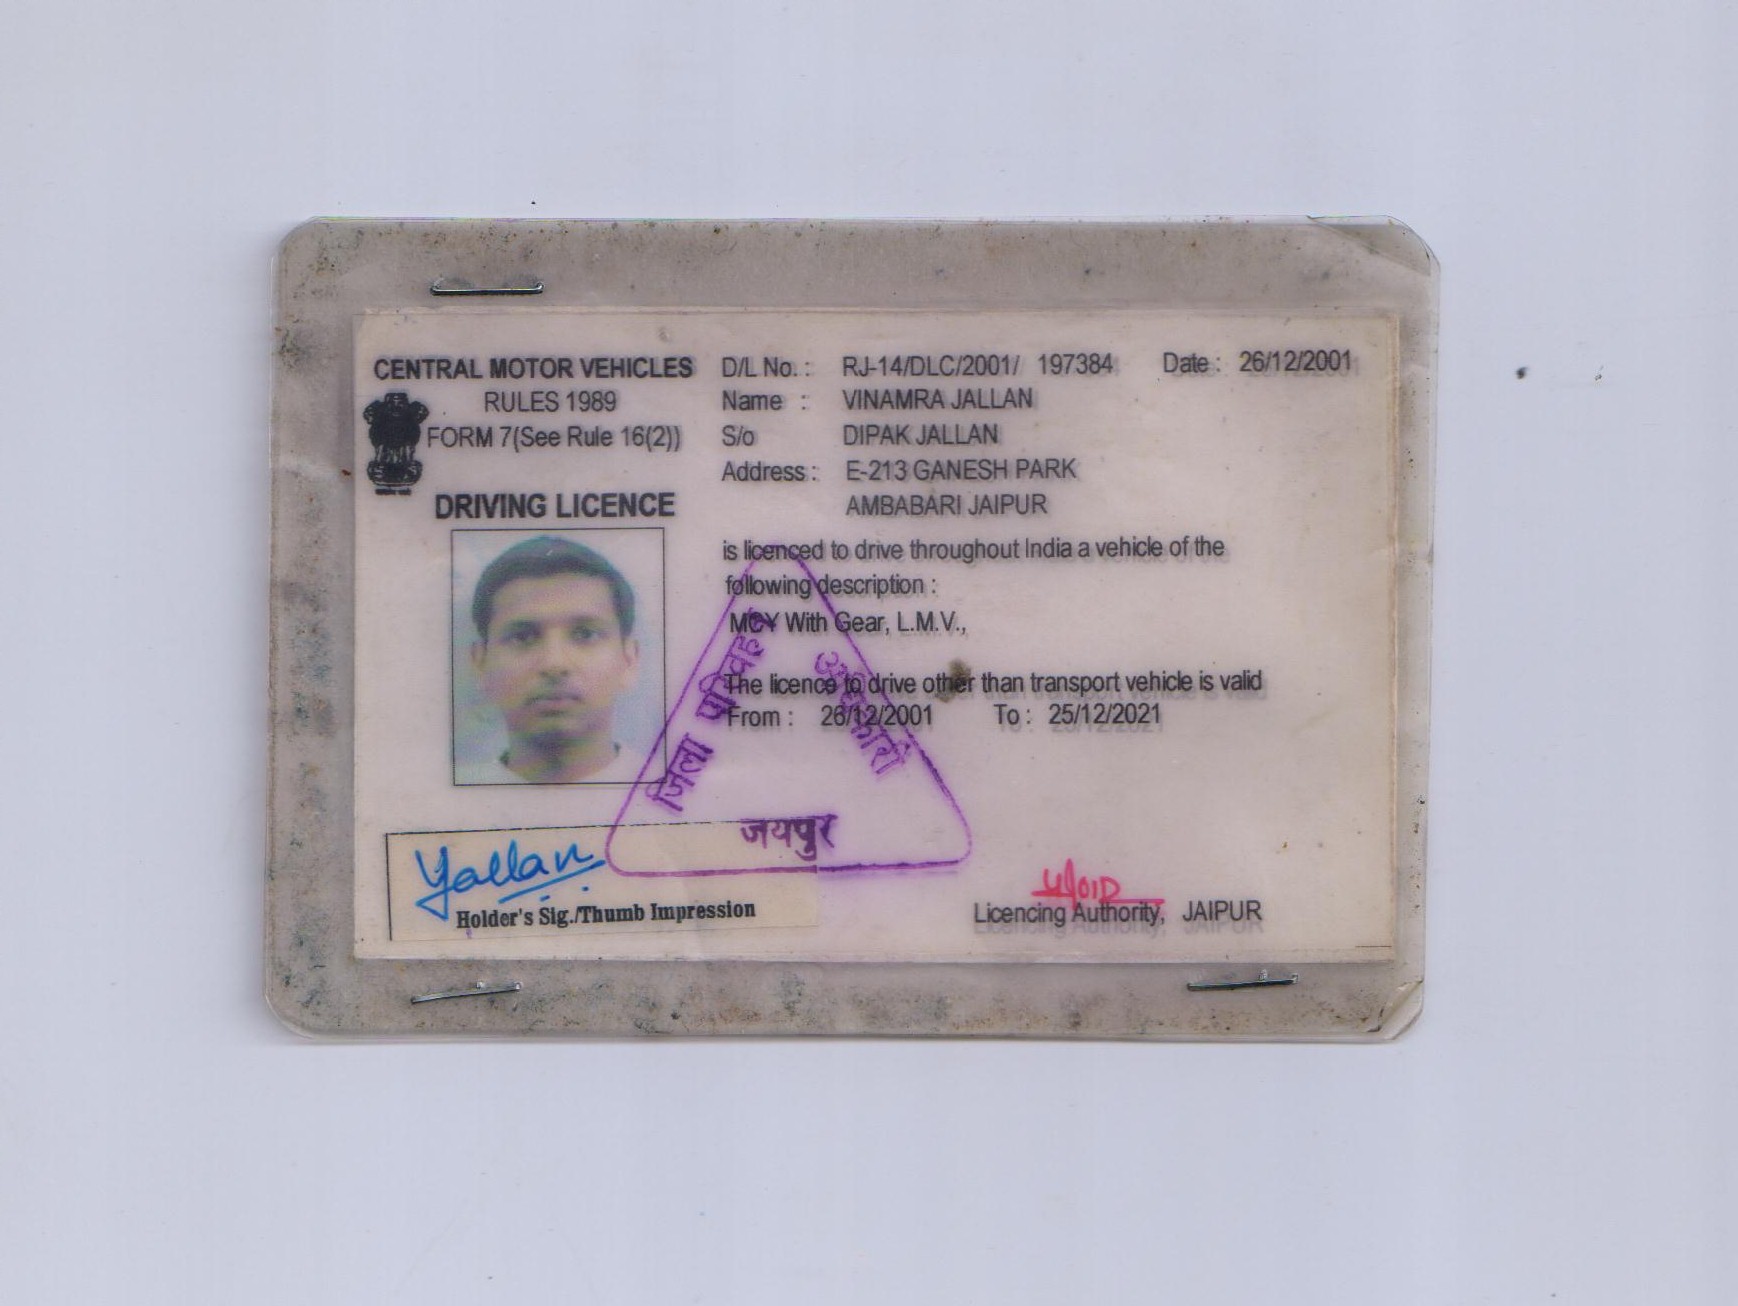 CENTRAL MOTOR VEHICLES
RULES 1989
FORM 7(See Rule 16(2))
DRIVING LICENCE
D/L No. : RJ-14/DLC/2001/ 197384 Date : 26/12/2001
Name : VINAMRA JALLAN
S/o DIPAK JALLAN
Address : E-213 GANESH PARK
AMBABARI JAIPUR
is licenced to drive throughout India a vehicle of the
following description :
MCY With Gear, L.M.V.,
The licence to drive other than transport vehicle is valid
From : 26/12/2001 To : 25/12/2021
जिला परिवहन
अधिकारी
जयपुर
Yallan
Holder's Sig./Thumb Impression
Licencing Authority, JAIPUR